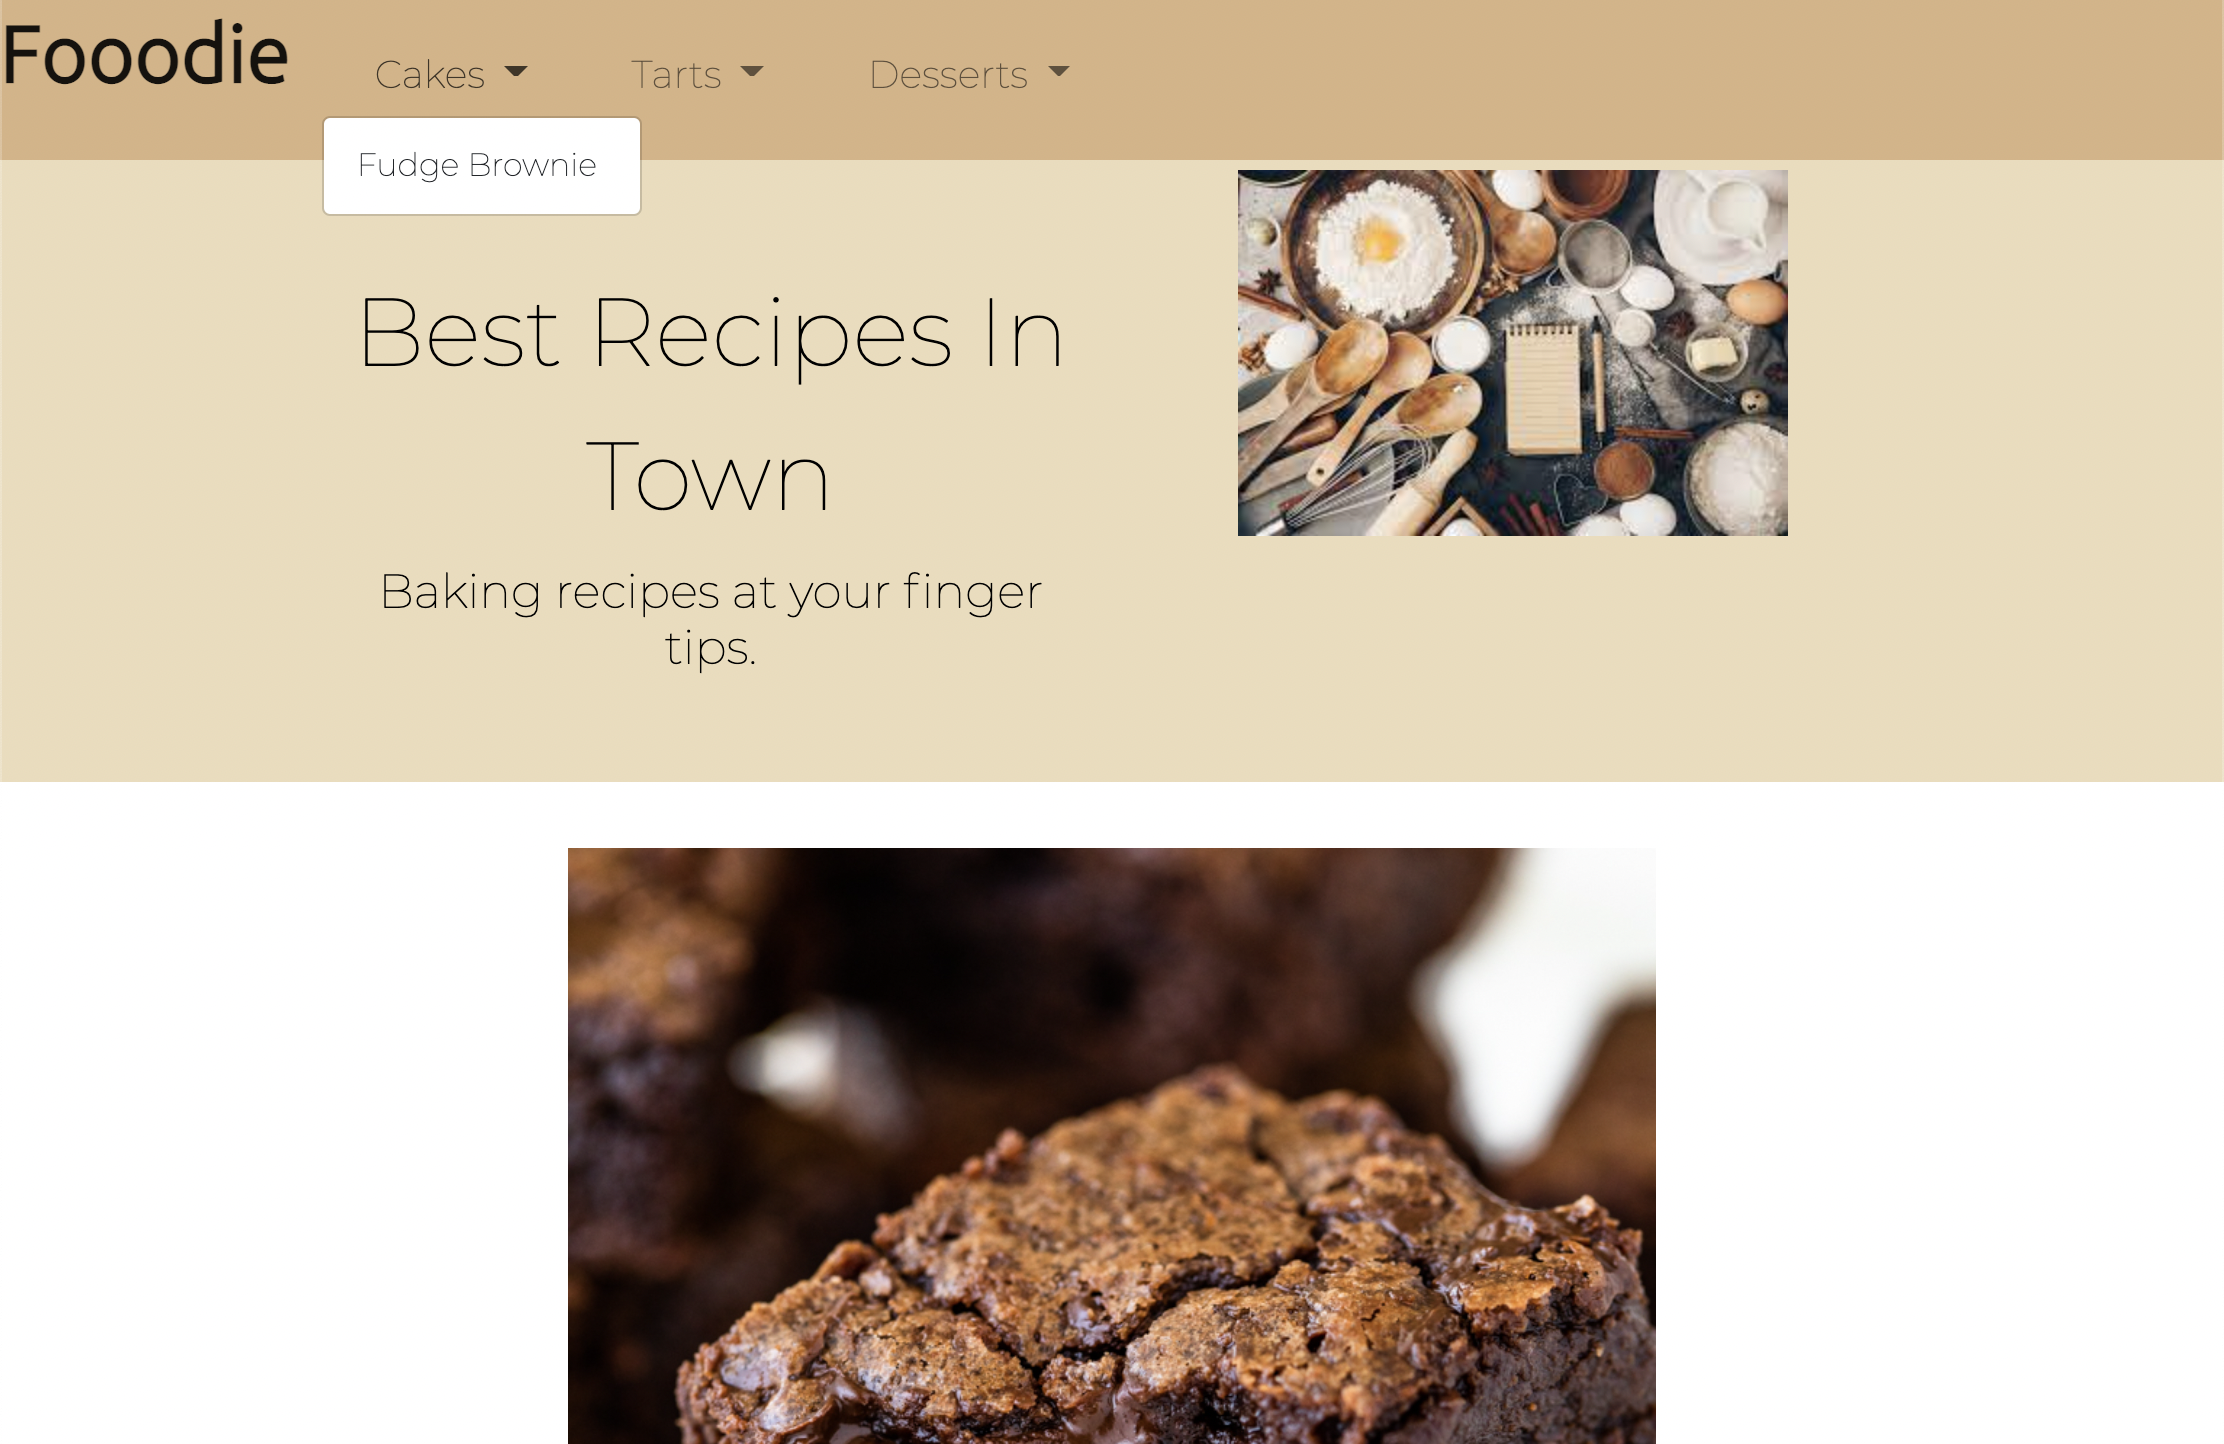 Fooodie
Cakes Tarts Desserts
Fudge Brownie
Best Recipes In
Town
Baking recipes at your finger
tips.